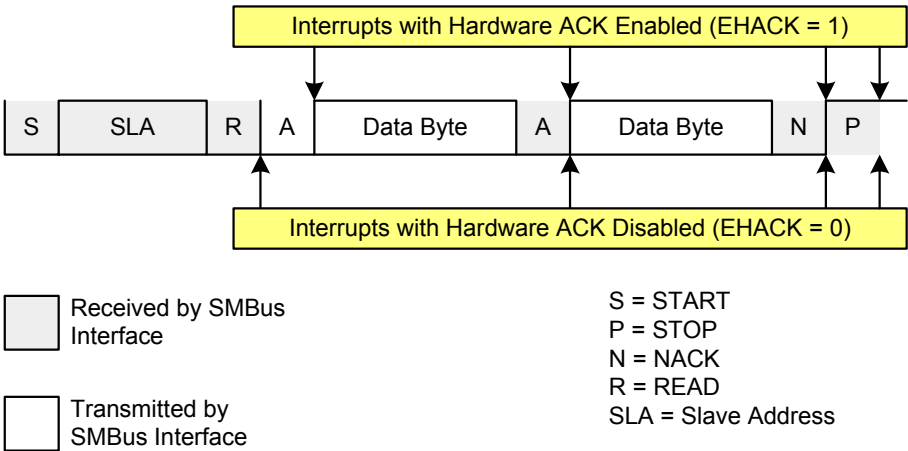 Interrupts with Hardware ACK Enabled (EHACK = 1)
S SLA R A Data Byte A Data Byte N P
Interrupts with Hardware ACK Disabled (EHACK = 0)
Received by SMBus
Interface
Transmitted by
SMBus Interface
S = START
P = STOP
N = NACK
R = READ
SLA = Slave Address